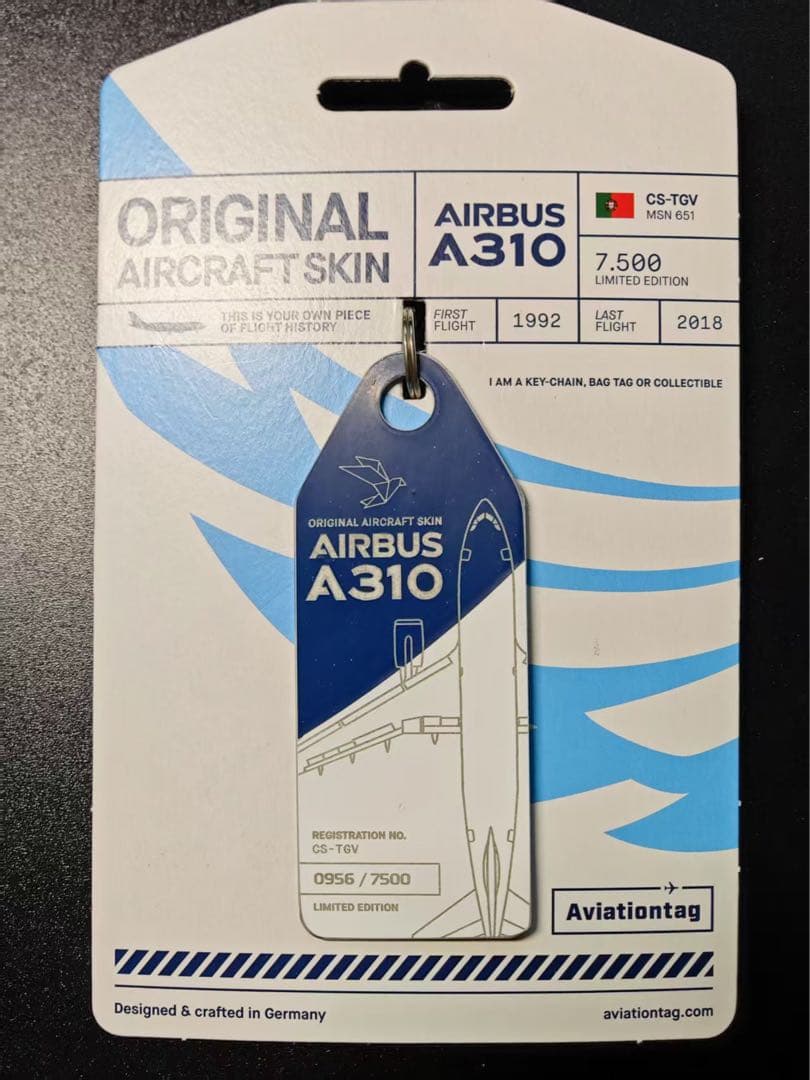 ORIGINAL
AIRCRAFT SKIN
AIRBUS
A310
CS-TGV
MSN 651
7.500
LIMITED EDITION
THIS IS YOUR OWN PIECE
OF FLIGHT HISTORY
FIRST
FLIGHT
1992
LAST
FLIGHT
2018
I AM A KEY-CHAIN, BAG TAG OR COLLECTIBLE
ORIGINAL AIRCRAFT SKIN
AIRBUS
A310
REGISTRATION NO.
CS-TGV
0956 / 7500
LIMITED EDITION
Aviationtag
Designed & crafted in Germany
aviationtag.com